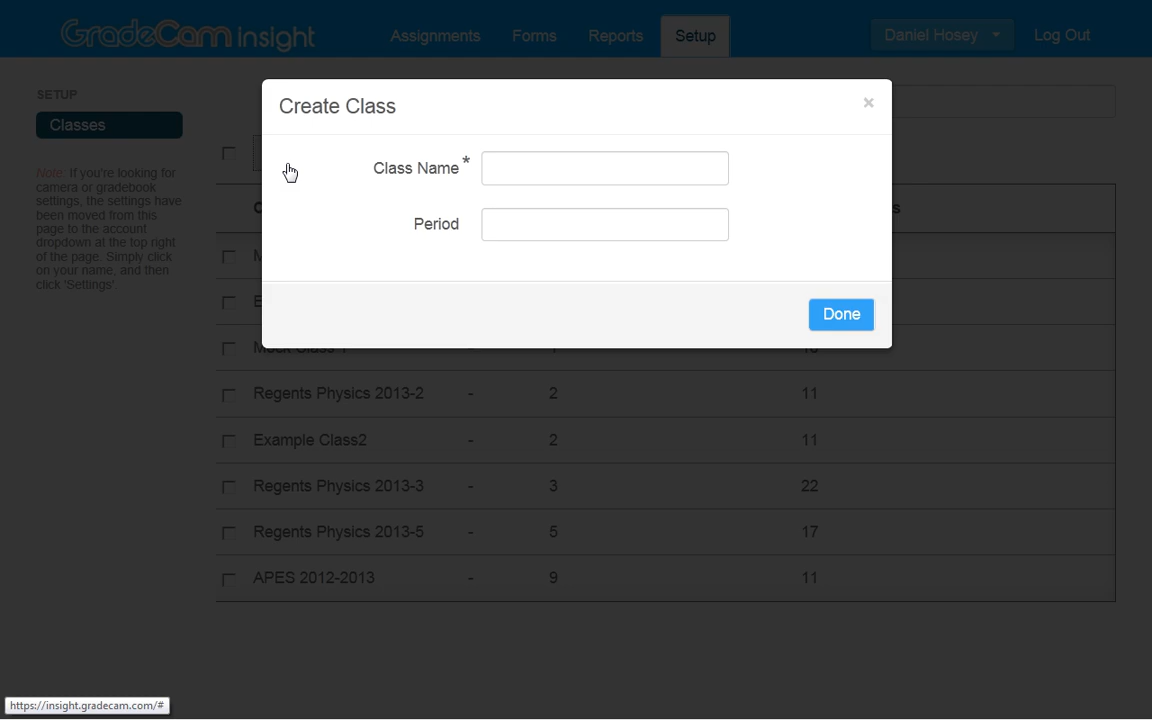 GradeCam insight
Assignments
Forms
Reports
Setup
Daniel Hosey
Log Out
SETUP
Classes
Note: If you're looking for
camera or gradebook
settings, the settings have
been moved from this
page to the account
dropdown at the top right
of the page. Simply click
on your name, and then
click 'Settings'.
Create Class
×
Class Name *
Period
Done
Regents Physics 2013-2 - 2 11
Example Class2 - 2 11
Regents Physics 2013-3 - 3 22
Regents Physics 2013-5 - 5 17
APES 2012-2013 - 9 11
https://insight.gradecam.com/#